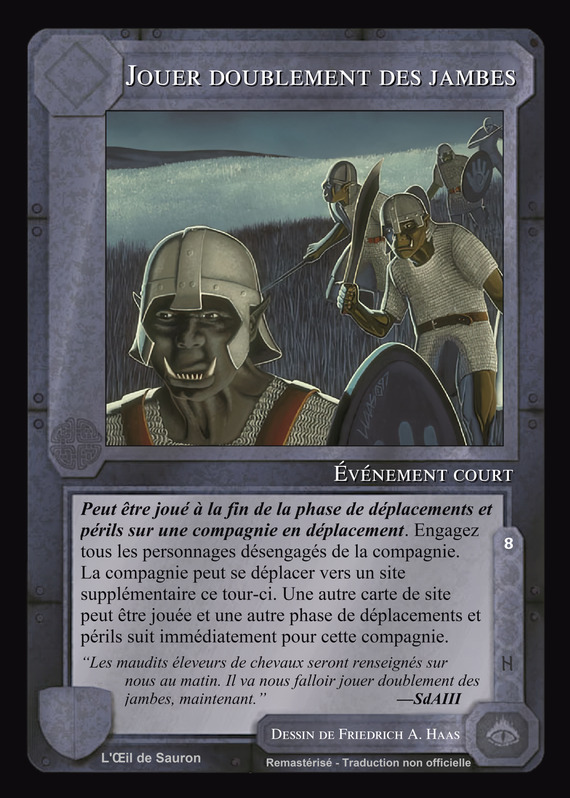 Jouer doublement des jambes
Événement court
Peut être joué à la fin de la phase de déplacements et
périls sur une compagnie en déplacement. Engagez
tous les personnages désengagés de la compagnie.
La compagnie peut se déplacer vers un site
supplémentaire ce tour-ci. Une autre carte de site
peut être jouée et une autre phase de déplacements et
périls suit immédiatement pour cette compagnie.
8
“Les maudits éleveurs de chevaux seront renseignés sur
nous au matin. Il va nous falloir jouer doublement des
jambes, maintenant.” —SdAIII
Dessin de Friedrich A. Haas
L'Œil de Sauron
Remastérisé - Traduction non officielle